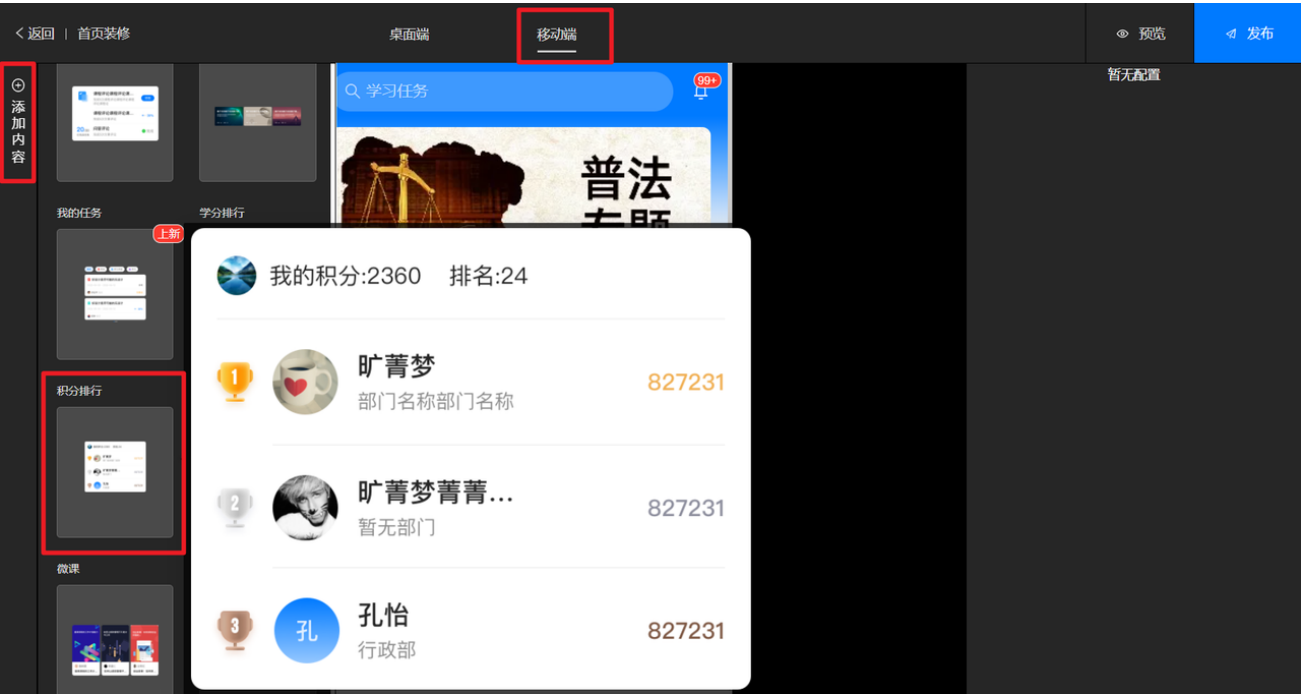 返回 | 首页装修
桌面端
移动端
预览
发布
添加内容
我的任务
学分排行
上新
积分排行
微课
学习任务
99+
普法
专题
我的积分:2360 排名:24
1
旷菁梦
部门名称部门名称
827231
2
旷菁梦菁菁...
暂无部门
827231
3
孔
孔怡
行政部
827231
暂无配置